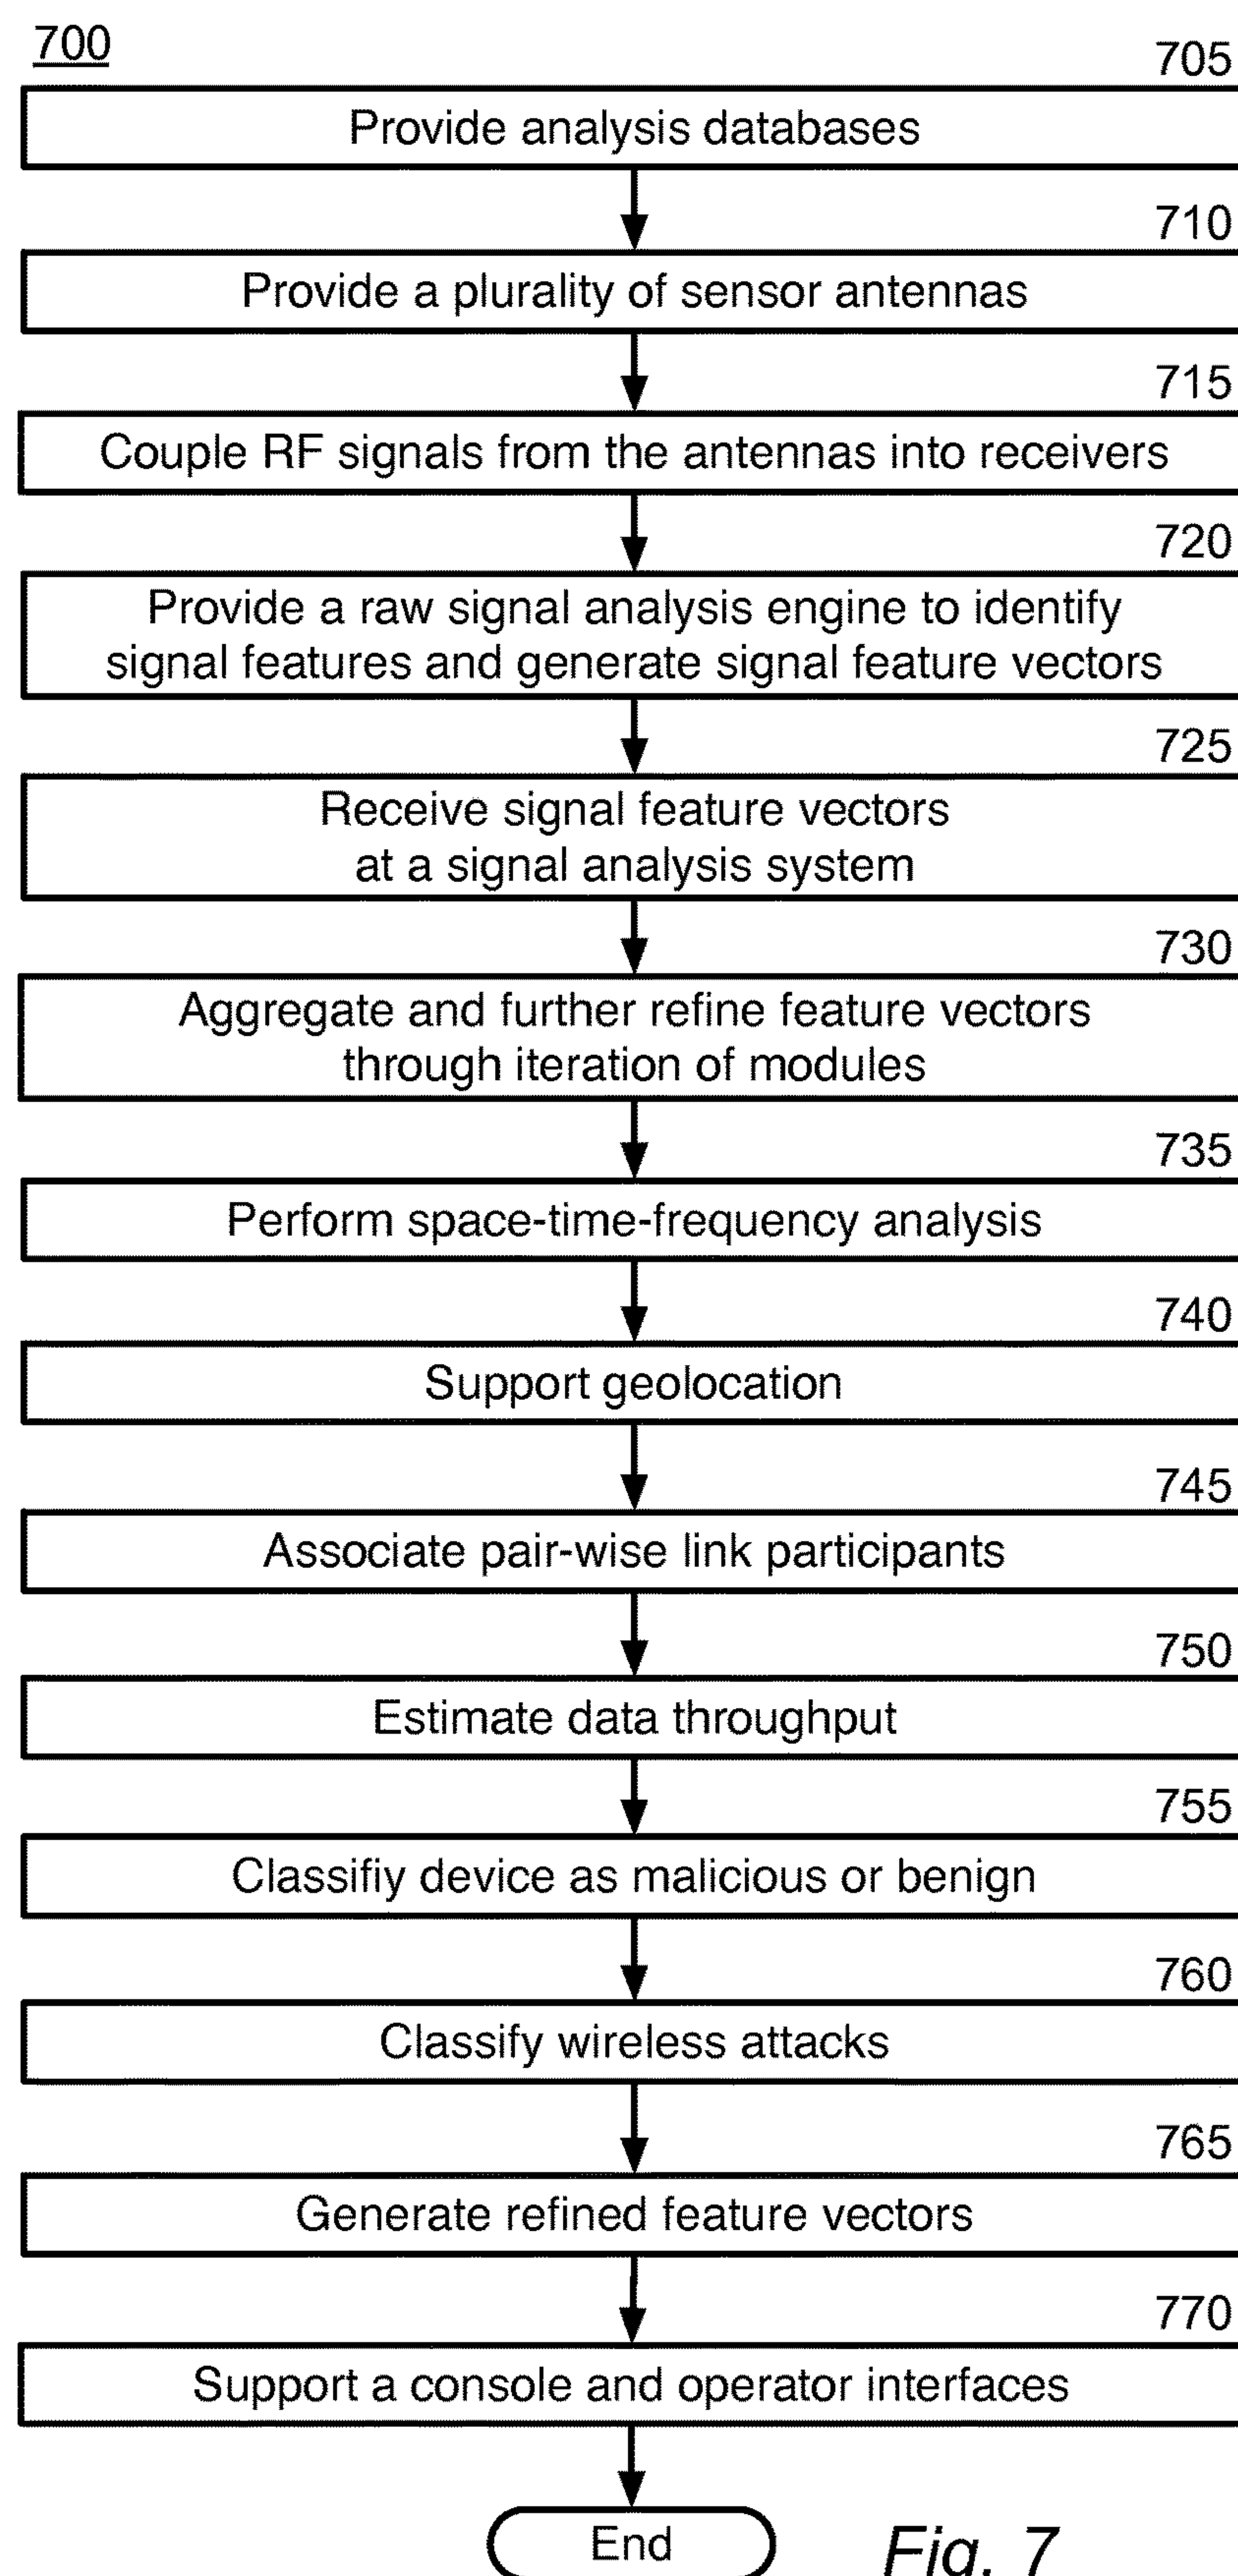 700
705
Provide analysis databases
710
Provide a plurality of sensor antennas
715
Couple RF signals from the antennas into receivers
720
Provide a raw signal analysis engine to identify
signal features and generate signal feature vectors
725
Receive signal feature vectors
at a signal analysis system
730
Aggregate and further refine feature vectors
through iteration of modules
735
Perform space-time-frequency analysis
740
Support geolocation
745
Associate pair-wise link participants
750
Estimate data throughput
755
Classifiy device as malicious or benign
760
Classify wireless attacks
765
Generate refined feature vectors
770
Support a console and operator interfaces
End
Fig. 7